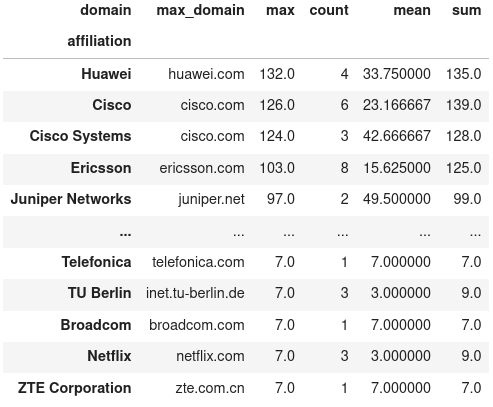 domain max_domain max count mean sum
affiliation
Huawei huawei.com 132.0 4 33.750000 135.0
Cisco cisco.com 126.0 6 23.166667 139.0
Cisco Systems cisco.com 124.0 3 42.666667 128.0
Ericsson ericsson.com 103.0 8 15.625000 125.0
Juniper Networks juniper.net 97.0 2 49.500000 99.0
... ... ... ... ... ...
Telefonica telefonica.com 7.0 1 7.000000 7.0
TU Berlin inet.tu-berlin.de 7.0 3 3.000000 9.0
Broadcom broadcom.com 7.0 1 7.000000 7.0
Netflix netflix.com 7.0 3 3.000000 9.0
ZTE Corporation zte.com.cn 7.0 1 7.000000 7.0